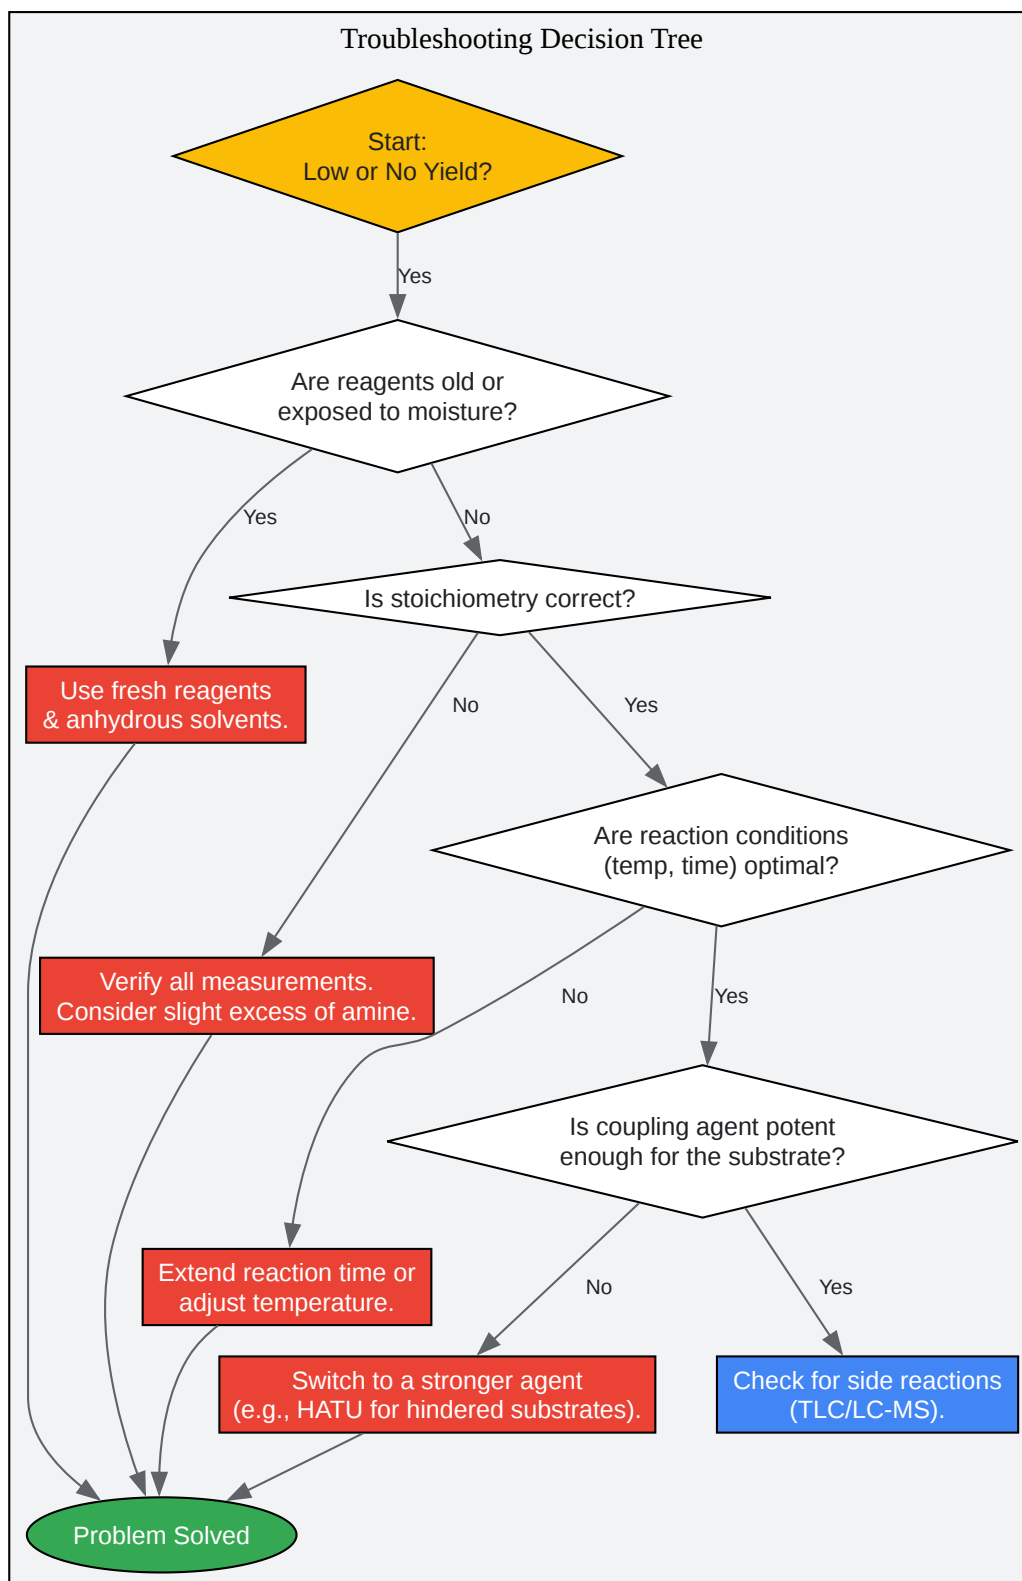 Troubleshooting Decision Tree
Start:
Low or No Yield?
Yes
Are reagents old or
exposed to moisture?
Yes
No
Is stoichiometry correct?
Use fresh reagents
& anhydrous solvents.
No
Yes
Are reaction conditions
(temp, time) optimal?
Verify all measurements.
Consider slight excess of amine.
No
Yes
Is coupling agent potent
enough for the substrate?
Extend reaction time or
adjust temperature.
No
Yes
Switch to a stronger agent
(e.g., HATU for hindered substrates).
Check for side reactions
(TLC/LC-MS).
Problem Solved